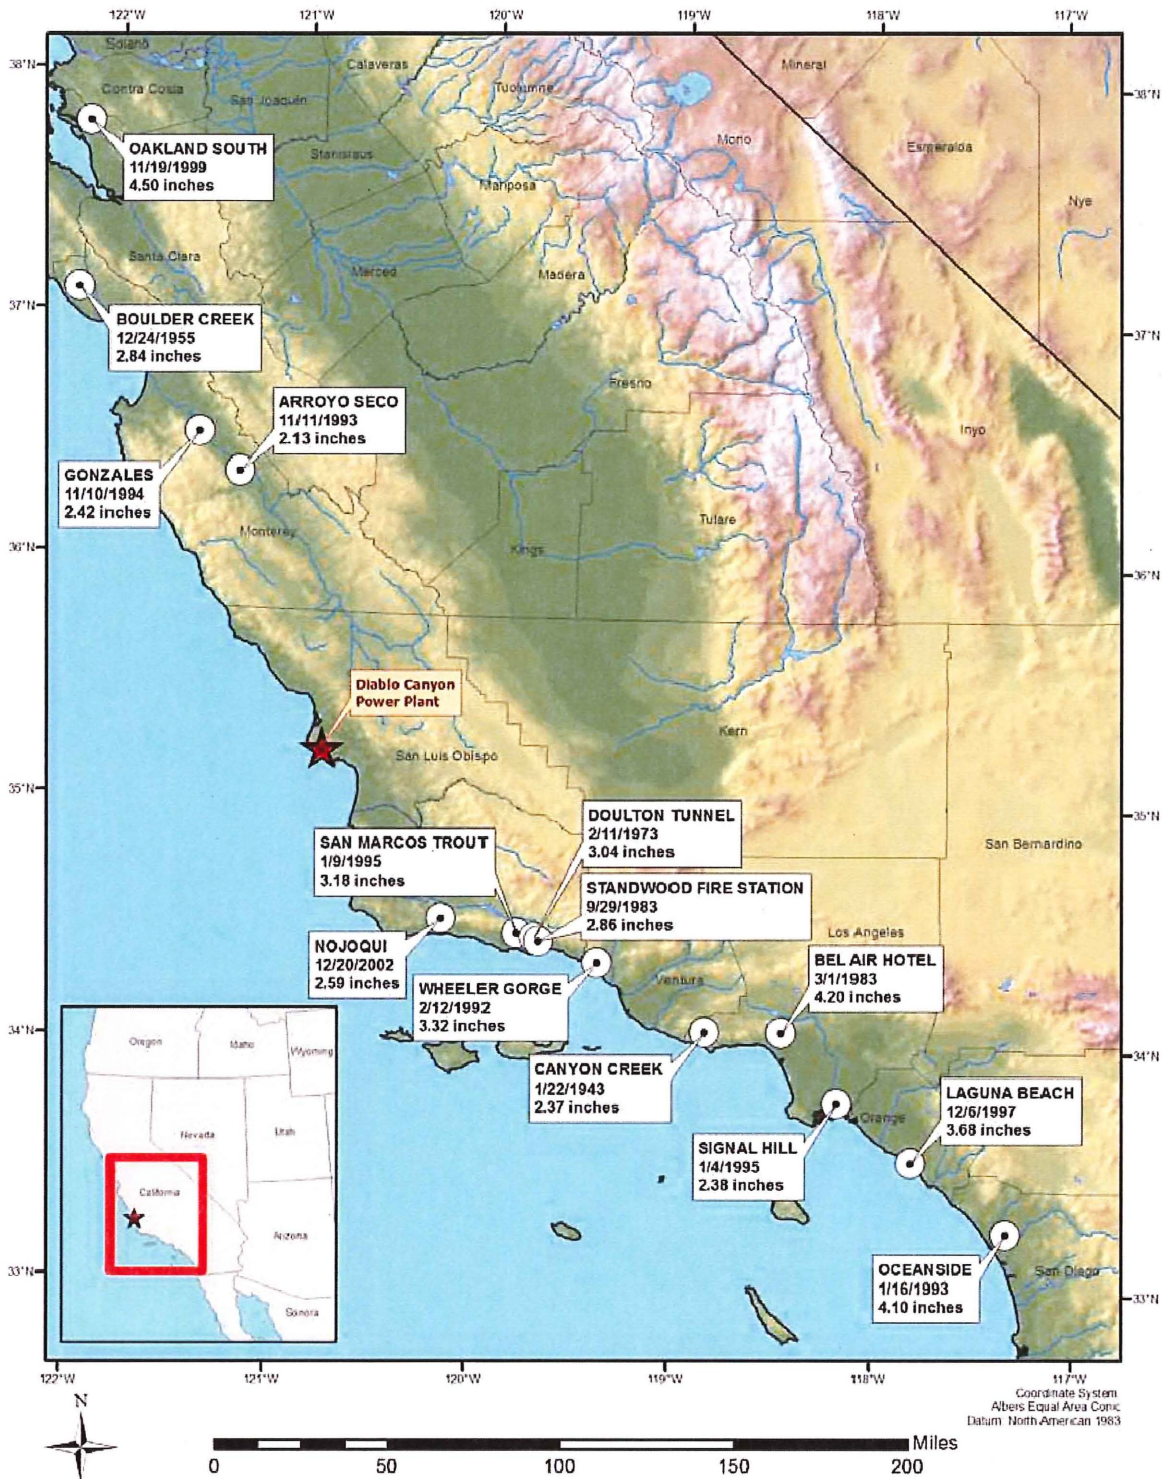 122°W 121°W 120°W 119°W 118°W 117°W
Solano
38°N
Calaveras
Tuolumne
Mineral
38°N
Contra Costa
San Joaquin
OAKLAND SOUTH
11/19/1999
4.50 inches
Stanislaus
Mono
Esmeralda
Mariposa
Nye
Santa Clara
Merced
Madera
37°N
BOULDER CREEK
12/24/1955
2.84 inches
37°N
Fresno
ARROYO SECO
11/11/1993
2.13 inches
Inyo
GONZALES
11/10/1994
2.42 inches
Monterey
Tulare
Kings
36°N
36°N
Diablo Canyon
Power Plant
San Luis Obispo
Kern
35°N
35°N
DOULTON TUNNEL
2/11/1973
3.04 inches
SAN MARCOS TROUT
1/9/1995
3.18 inches
San Bernardino
STANDWOOD FIRE STATION
9/29/1983
2.86 inches
Los Angeles
NOJOQUI
12/20/2002
2.59 inches
BEL AIR HOTEL
3/1/1983
4.20 inches
WHEELER GORGE
2/12/1992
3.32 inches
Ventura
34°N
34°N
CANYON CREEK
1/22/1943
2.37 inches
LAGUNA BEACH
12/6/1997
3.68 inches
Orange
SIGNAL HILL
1/4/1995
2.38 inches
OCEANSIDE
1/16/1993
4.10 inches
San Diego
33°N
33°N
Oregon
Idaho
Wyoming
Nevada
Utah
California
Arizona
Sonora
122°W 121°W 120°W 119°W 118°W 117°W
Coordinate System
Albers Equal Area Conic
Datum: North American 1983
N
Miles
0 50 100 150 200